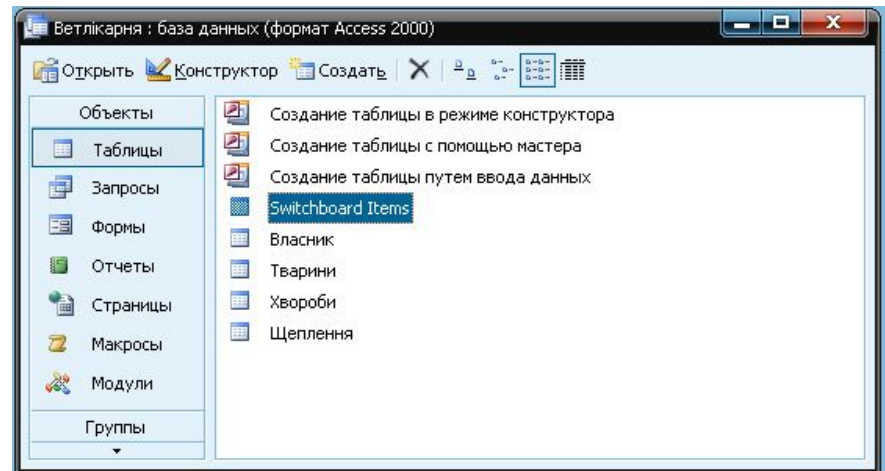 Ветлікарня : база данных (формат Access 2000)
Открыть Конструктор Создать
Объекты
Таблицы
Запросы
Формы
Отчеты
Страницы
Макросы
Модули
Группы
Создание таблицы в режиме конструктора
Создание таблицы с помощью мастера
Создание таблицы путем ввода данных
Switchboard Items
Власник
Тварини
Хвороби
Щеплення